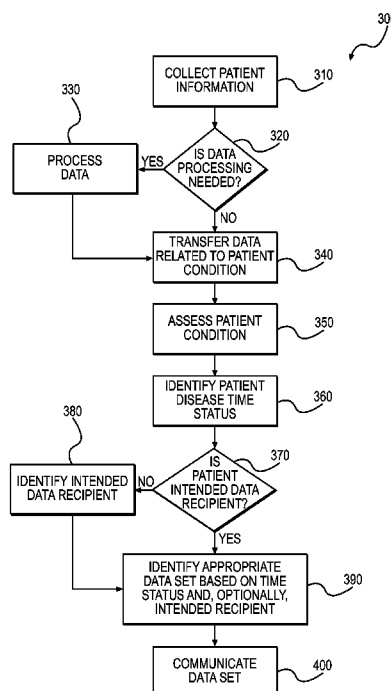 30
COLLECT PATIENT
INFORMATION
310
330
320
PROCESS
DATA
YES
IS DATA
PROCESSING
NEEDED?
NO
TRANSFER DATA
RELATED TO PATIENT
CONDITION
340
ASSESS PATIENT
CONDITION
350
IDENTIFY PATIENT
DISEASE TIME
STATUS
360
380
370
IDENTIFY INTENDED
DATA RECIPIENT
NO
IS
PATIENT
INTENDED DATA
RECIPIENT?
YES
IDENTIFY APPROPRIATE
DATA SET BASED ON TIME
STATUS AND, OPTIONALLY,
INTENDED RECIPIENT
390
COMMUNICATE
DATA SET
400